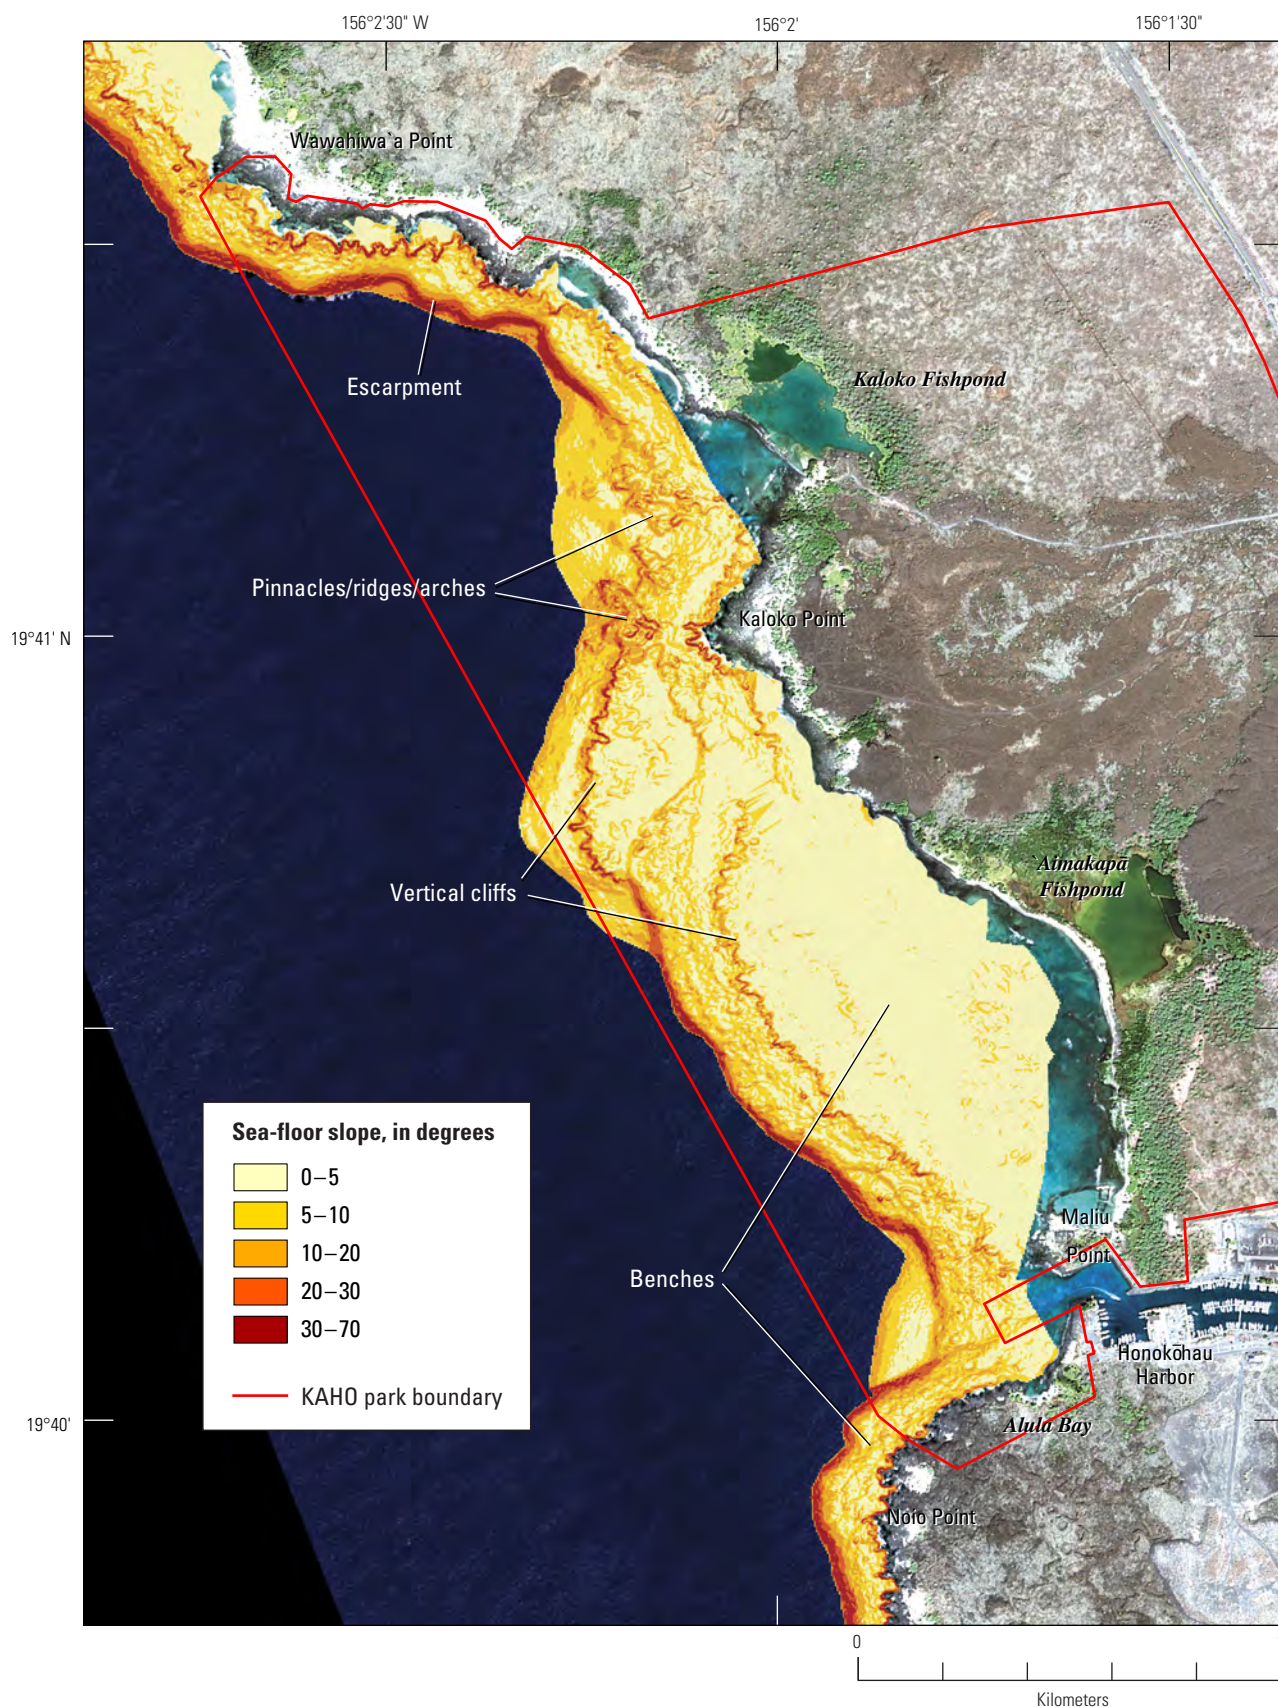 156°2'30" W
156°2'
156°1'30"
Wawahiwa`a Point
Kaloko Fishpond
Escarpment
Pinnacles/ridges/arches
Kaloko Point
19°41' N
`Aimakapā
Fishpond
Vertical cliffs
Sea-floor slope, in degrees
0–5
5–10
10–20
20–30
30–70
KAHO park boundary
Maliu
Point
Benches
Honokōhau
Harbor
19°40'
Alula Bay
Noio Point
0
Kilometers